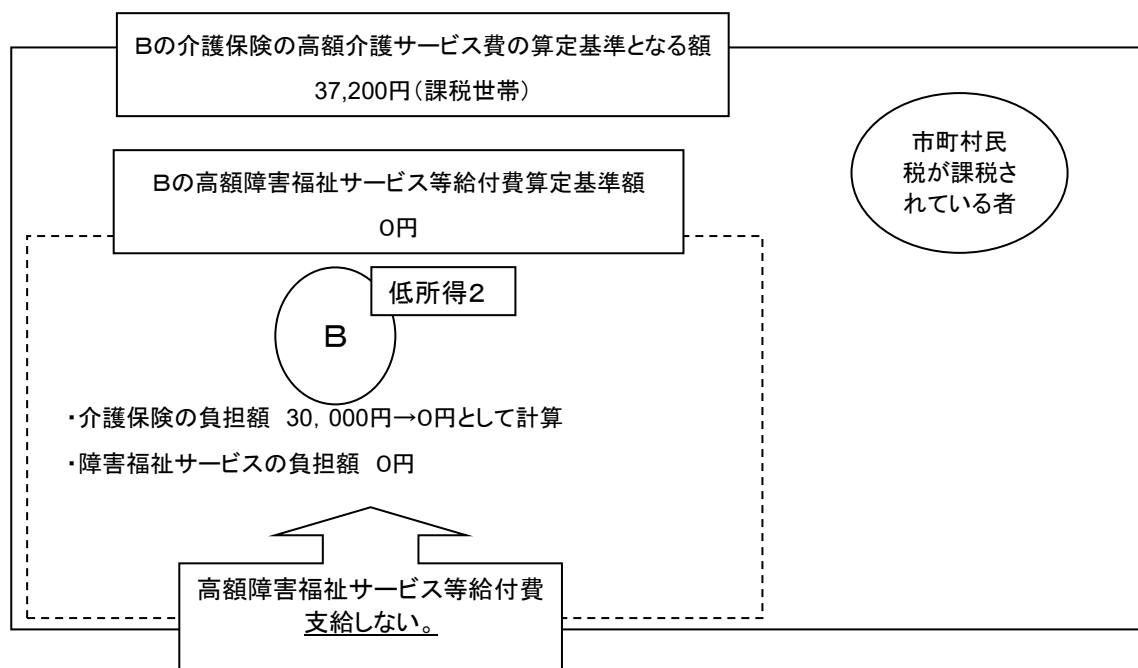 Ｂの介護保険の高額介護サービス費の算定基準となる額
37,200円（課税世帯）
市町村民
税が課税さ
れている者
Ｂの高額障害福祉サービス等給付費算定基準額
０円
低所得２
Ｂ
・介護保険の負担額　30，000円→０円として計算
・障害福祉サービスの負担額　０円
高額障害福祉サービス等給付費
支給しない。